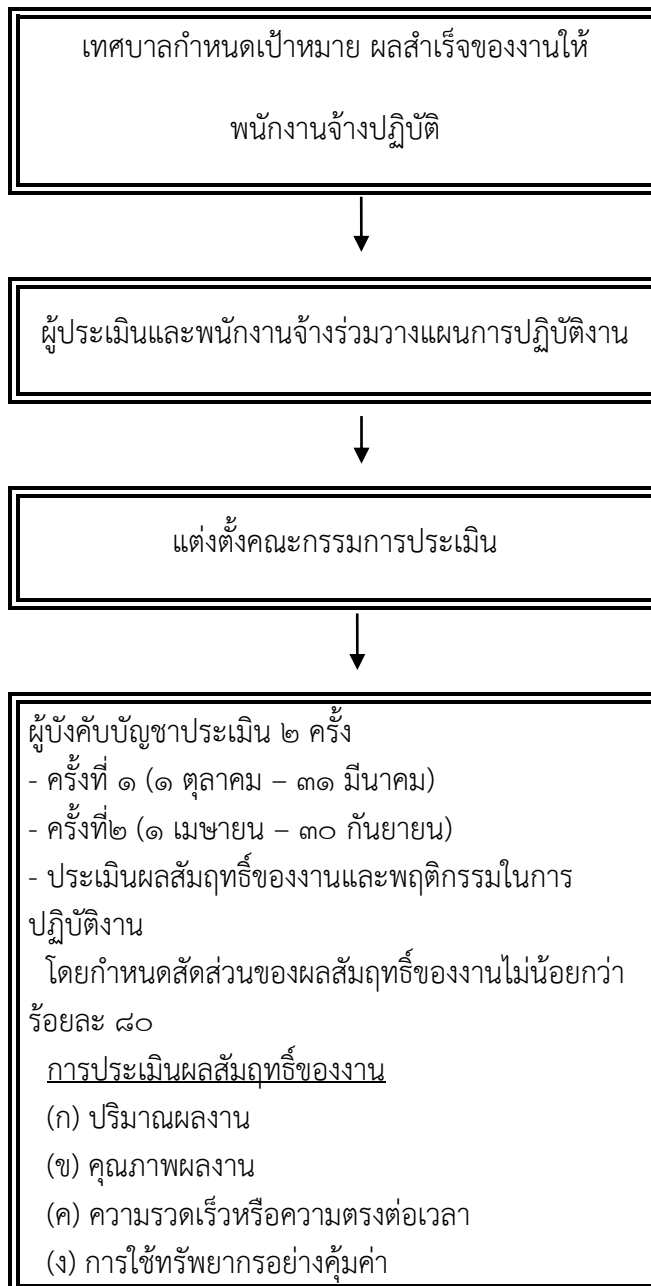 เทศบาลกำหนดเป้าหมาย ผลสำเร็จของงานให้
พนักงานจ้างปฏิบัติ
ผู้ประเมินและพนักงานจ้างร่วมวางแผนการปฏิบัติงาน
แต่งตั้งคณะกรรมการประเมิน
ผู้บังคับบัญชาประเมิน ๒ ครั้ง
- ครั้งที่ ๑ (๑ ตุลาคม – ๓๑ มีนาคม)
- ครั้งที่๒ (๑ เมษายน – ๓๐ กันยายน)
- ประเมินผลสัมฤทธิ์ของงานและพฤติกรรมในการ
ปฏิบัติงาน
โดยกำหนดสัดส่วนของผลสัมฤทธิ์ของงานไม่น้อยกว่า
ร้อยละ ๘๐
การประเมินผลสัมฤทธิ์ของงาน
(ก) ปริมาณผลงาน
(ข) คุณภาพผลงาน
(ค) ความรวดเร็วหรือความตรงต่อเวลา
(ง) การใช้ทรัพยากรอย่างคุ้มค่า